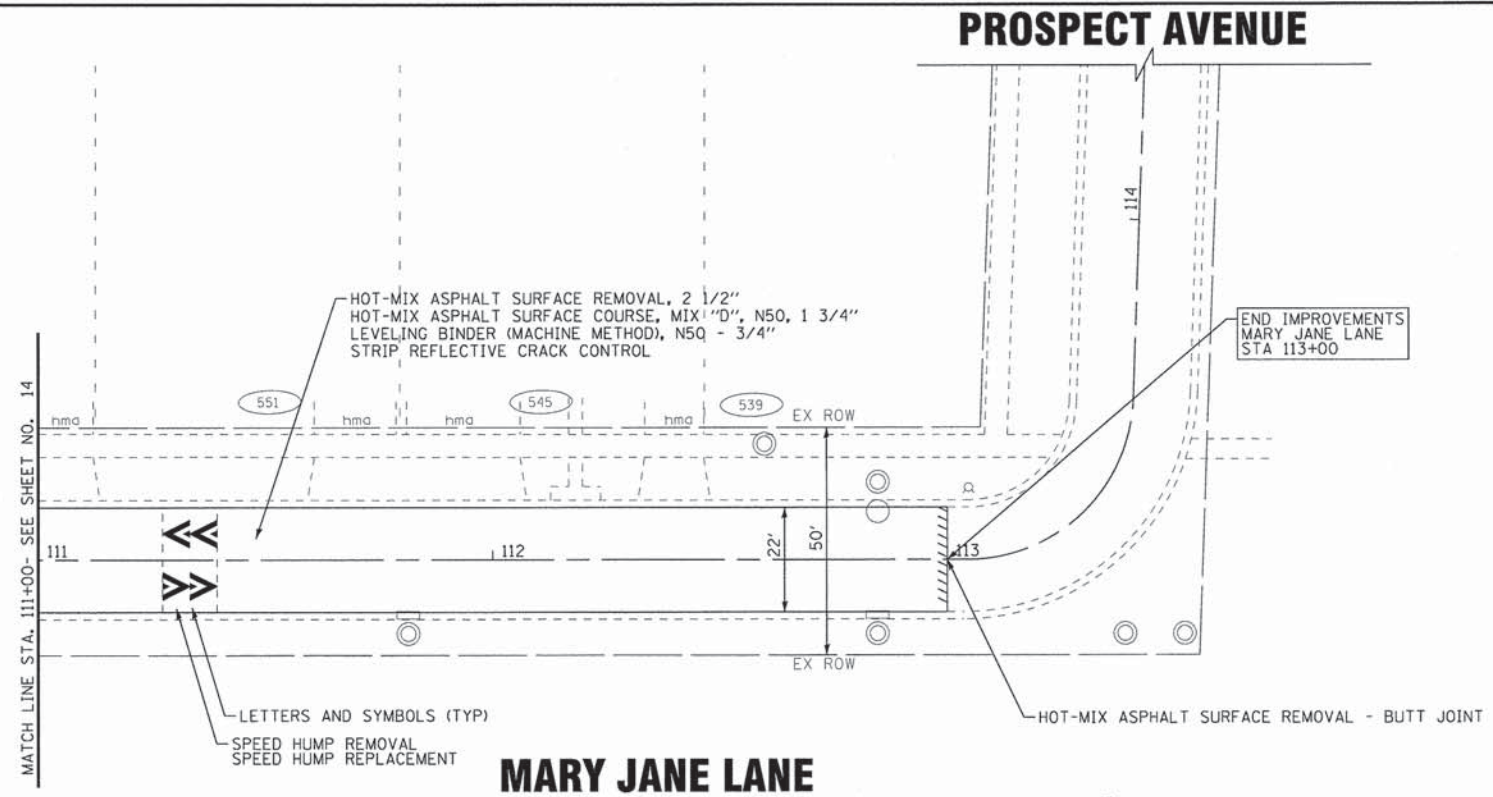 PROSPECT AVENUE
114
HOT-MIX ASPHALT SURFACE REMOVAL, 2 1/2"
HOT-MIX ASPHALT SURFACE COURSE, MIX "D", N50, 1 3/4"
LEVELING BINDER (MACHINE METHOD), N50 - 3/4"
STRIP REFLECTIVE CRACK CONTROL
END IMPROVEMENTS
MARY JANE LANE
STA 113+00
MATCH LINE STA. 111+00- SEE SHEET NO. 14
551
545
539
hma
hma
hma
hma
EX ROW
111
112
22'
50'
113
EX ROW
LETTERS AND SYMBOLS (TYP)
SPEED HUMP REMOVAL
SPEED HUMP REPLACEMENT
HOT-MIX ASPHALT SURFACE REMOVAL - BUTT JOINT
MARY JANE LANE